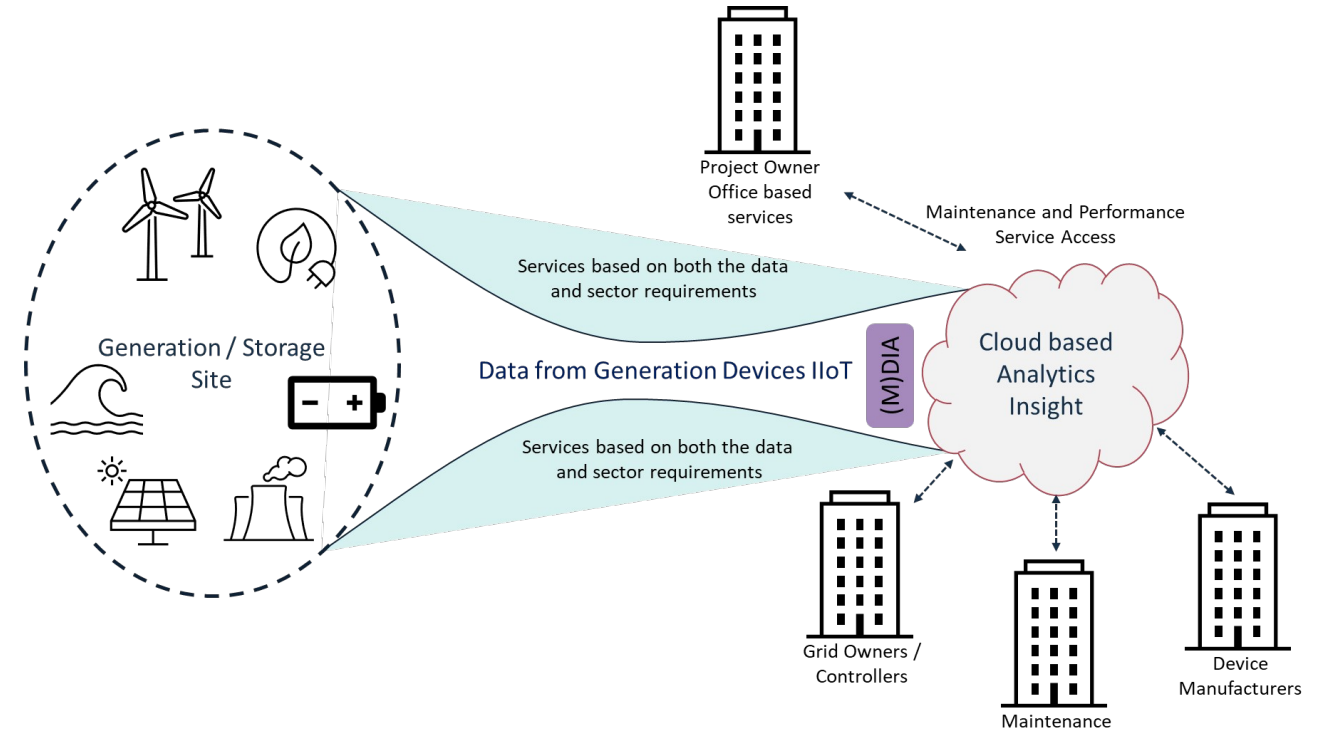 Project Owner
Office based
services
Maintenance and Performance
Service Access
Services based on both the data
and sector requirements
Generation / Storage
Site
Data from Generation Devices IIoT
(M)DIA
Cloud based
Analytics
Insight
Services based on both the data
and sector requirements
Grid Owners /
Controllers
Maintenance
Device
Manufacturers